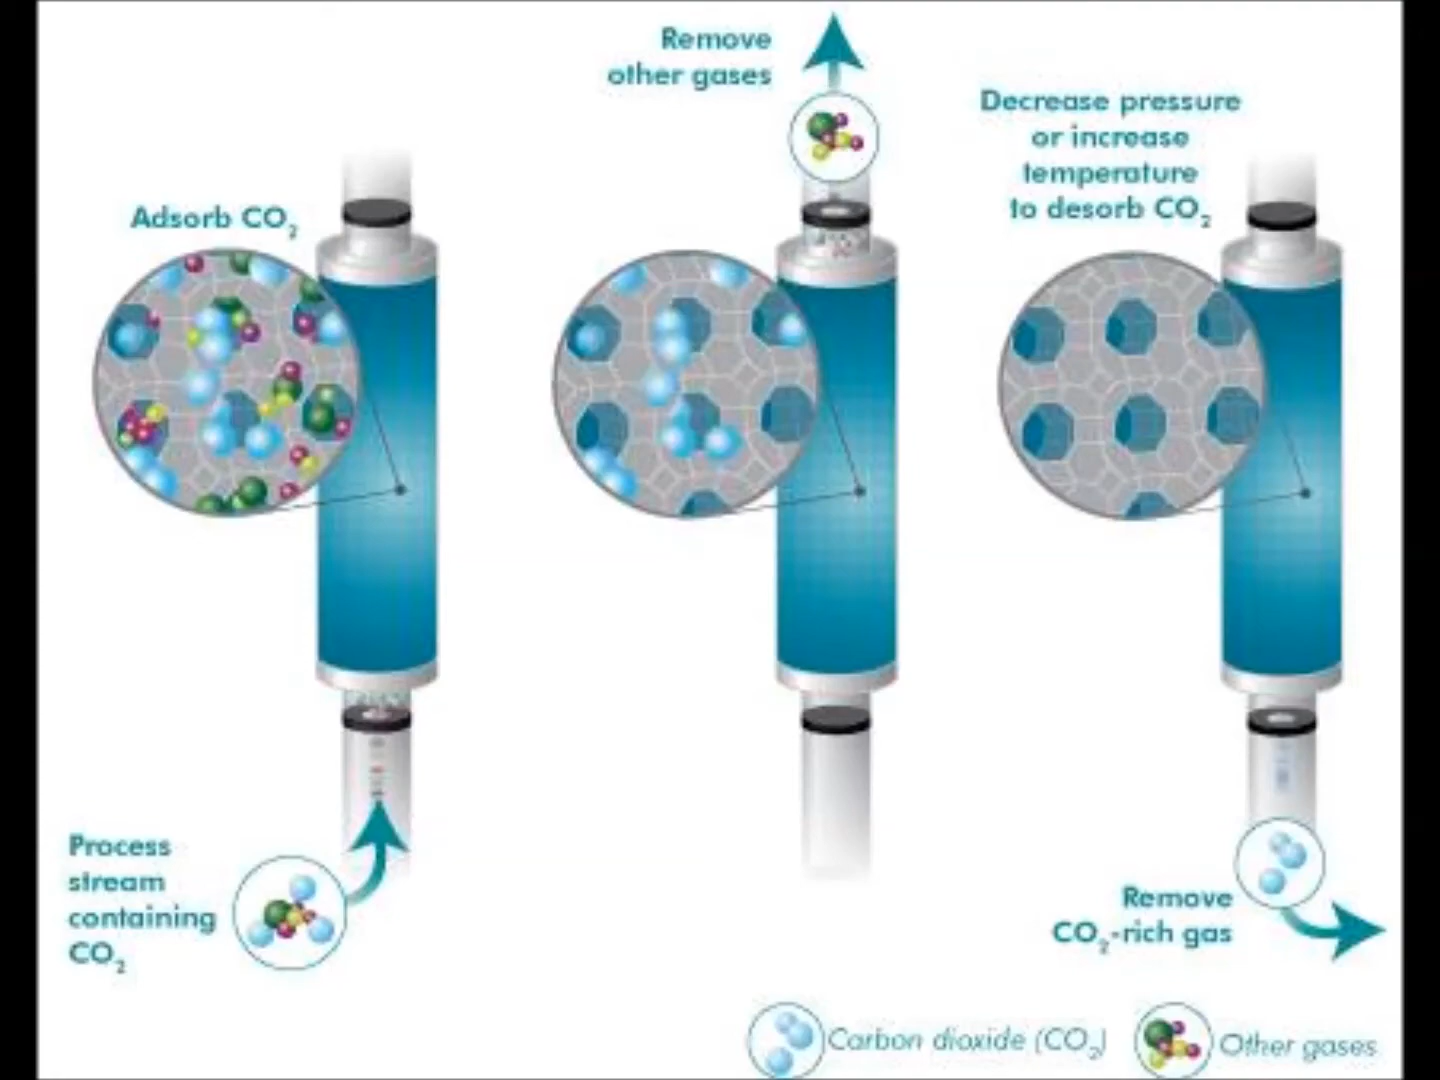 Remove
other gases
Decrease pressure
or increase
temperature
to desorb CO₂
Adsorb CO₂
Process
stream
containing
CO₂
Remove
CO₂-rich gas
Carbon dioxide (CO₂)
Other gases